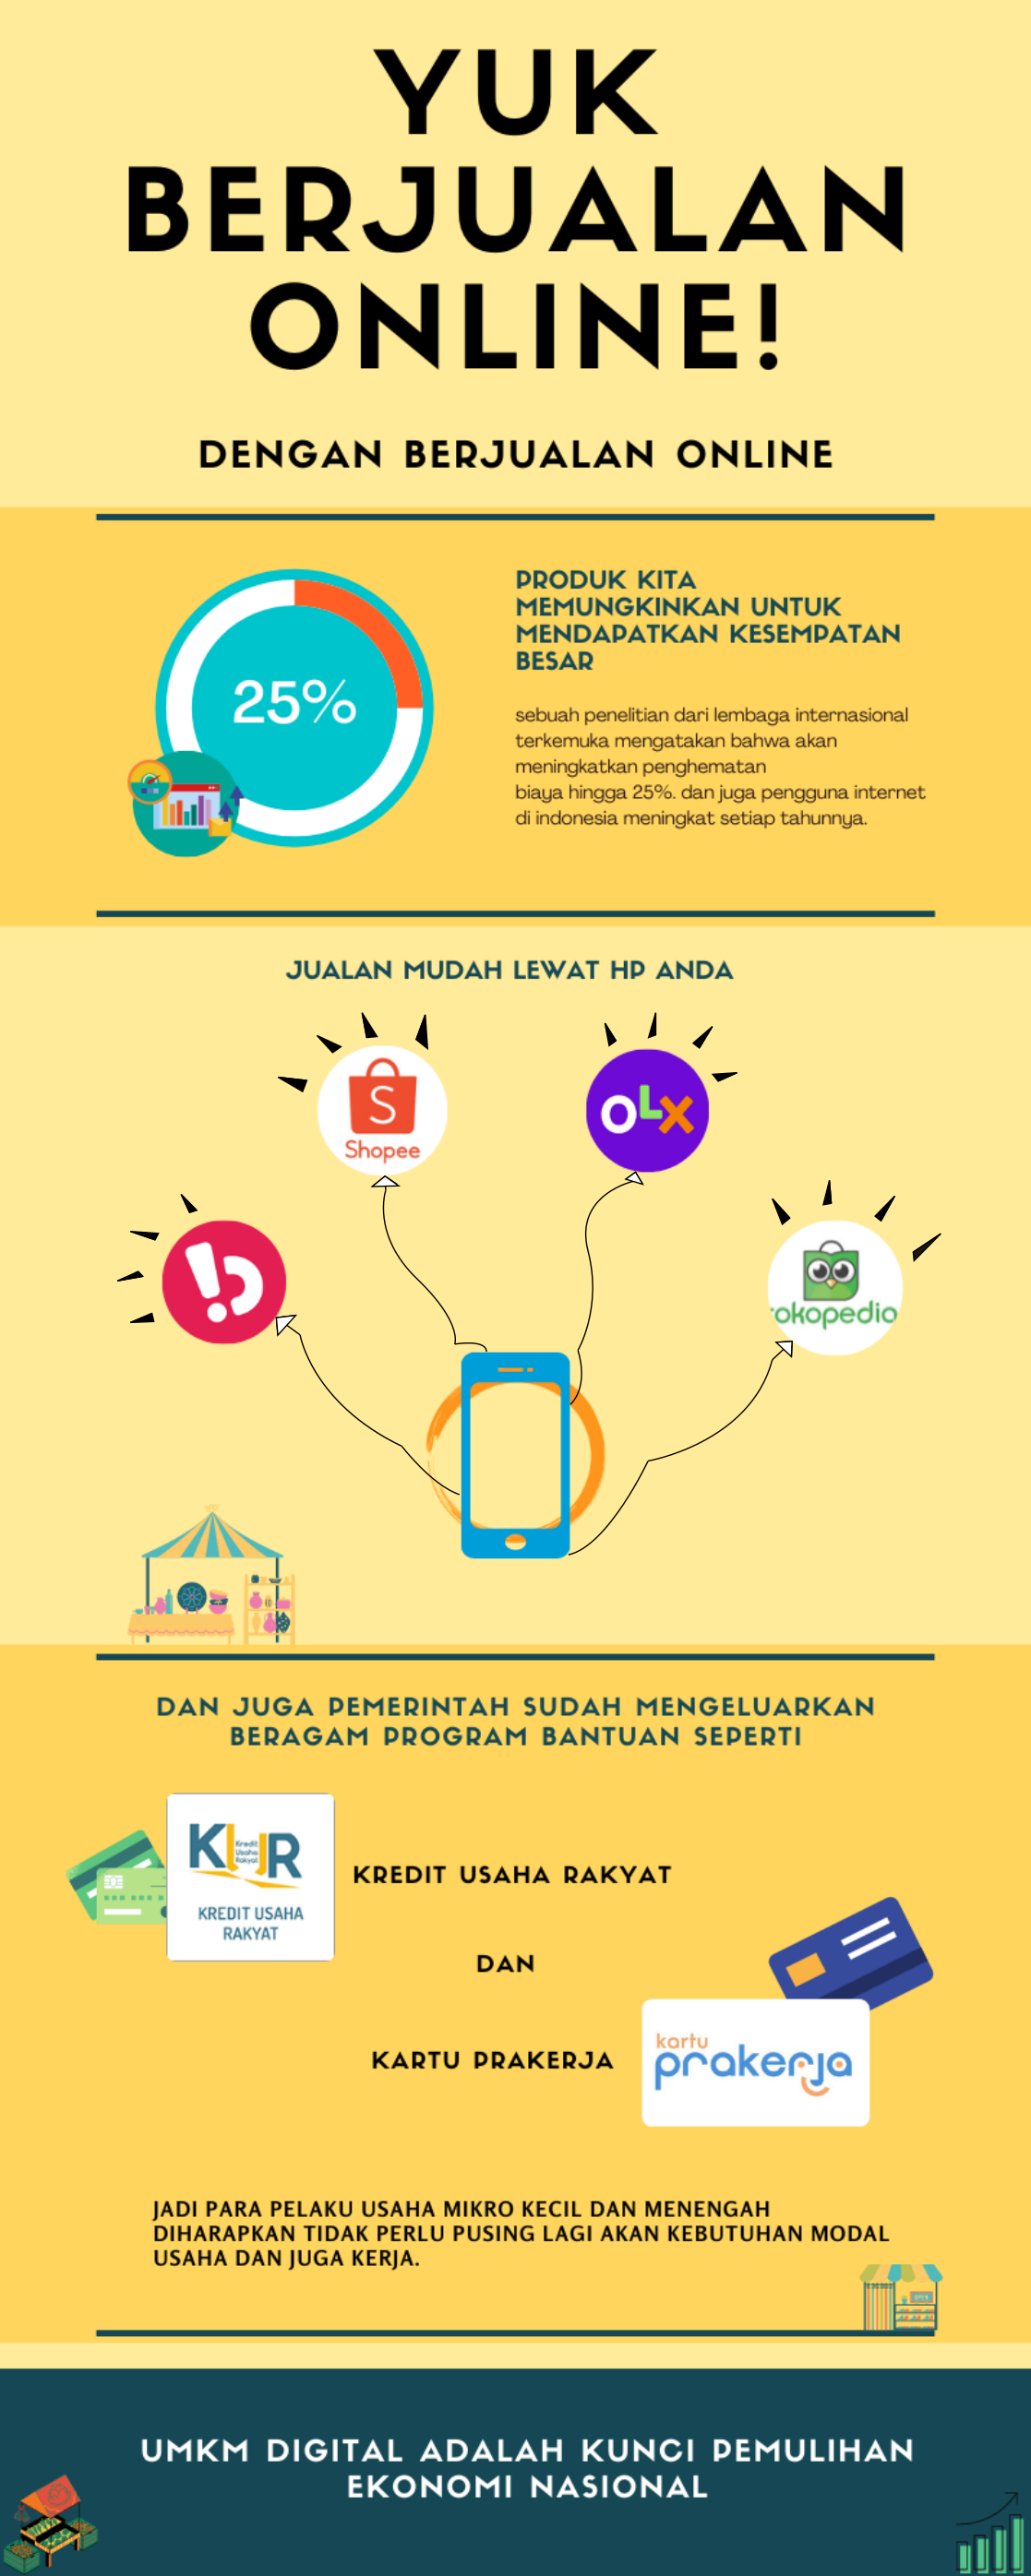 YUK
BERJUALAN
ONLINE!
DENGAN BERJUALAN ONLINE
25%
PRODUK KITA
MEMUNGKINKAN UNTUK
MENDAPATKAN KESEMPATAN
BESAR
sebuah penelitian dari lembaga internasional
terkemuka mengatakan bahwa akan
meningkatkan penghematan
biaya hingga 25%. dan juga pengguna internet
di indonesia meningkat setiap tahunnya.
JUALAN MUDAH LEWAT HP ANDA
S
Shopee
OLX
okopedia
DAN JUGA PEMERINTAH SUDAH MENGELUARKAN
BERAGAM PROGRAM BANTUAN SEPERTI
KUR
Kredit
Usaha
Rakyat
KREDIT USAHA
RAKYAT
KREDIT USAHA RAKYAT
DAN
KARTU PRAKERJA
kartu
prakerja
JADI PARA PELAKU USAHA MIKRO KECIL DAN MENENGAH
DIHARAPKAN TIDAK PERLU PUSING LAGI AKAN KEBUTUHAN MODAL
USAHA DAN JUGA KERJA.
OPEN
UMKM DIGITAL ADALAH KUNCI PEMULIHAN
EKONOMI NASIONAL